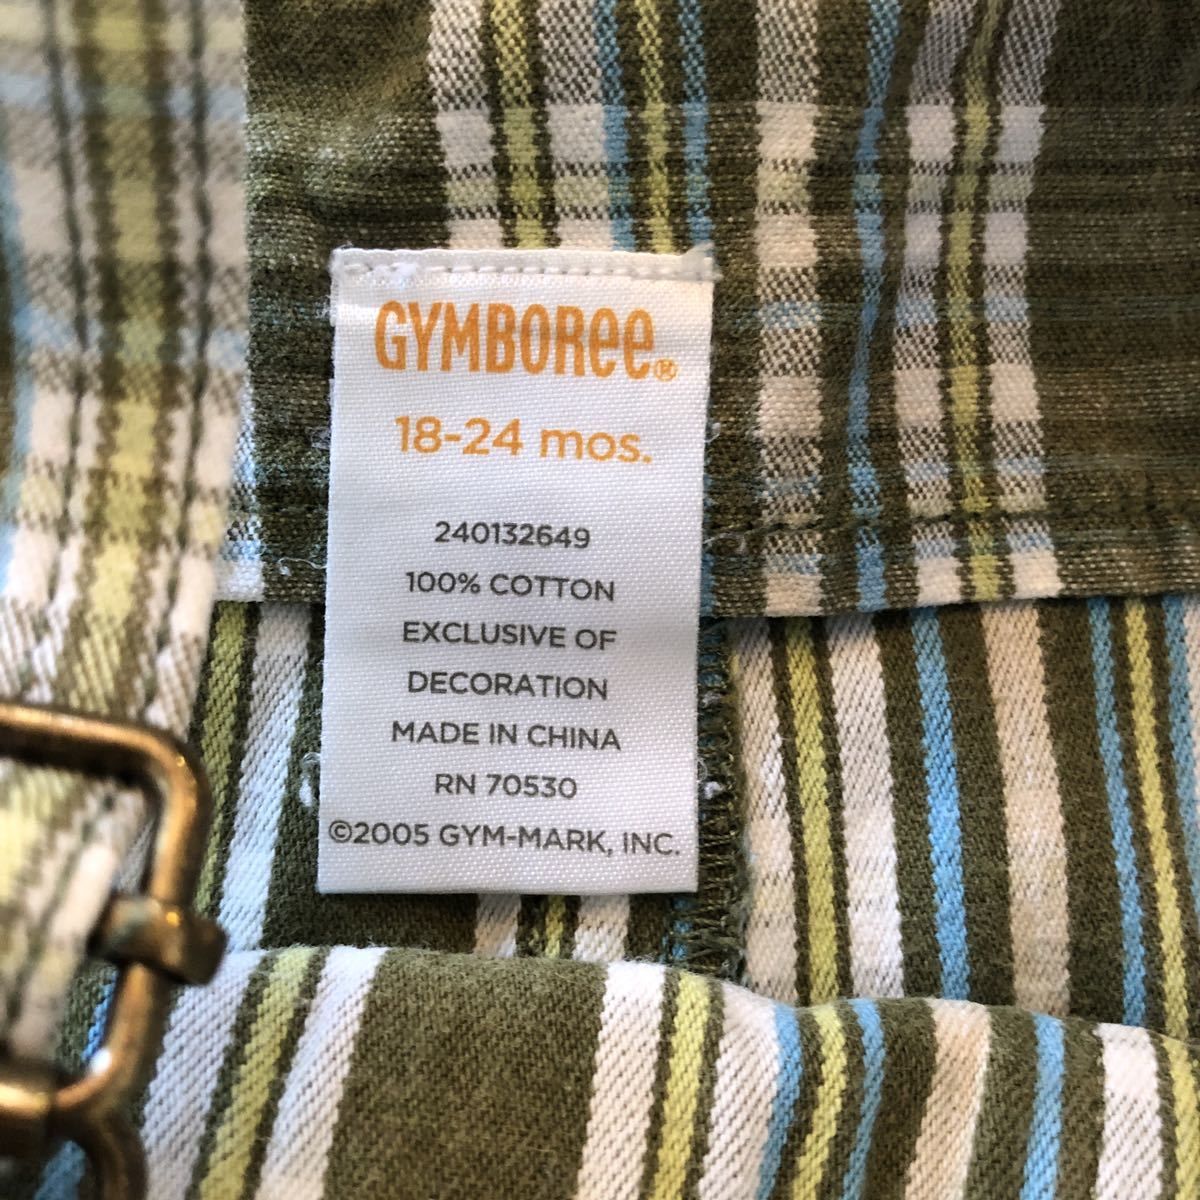 GYMBOREE®
18-24 mos.
240132649
100% COTTON
EXCLUSIVE OF
DECORATION
MADE IN CHINA
RN 70530
©2005 GYM-MARK, INC.